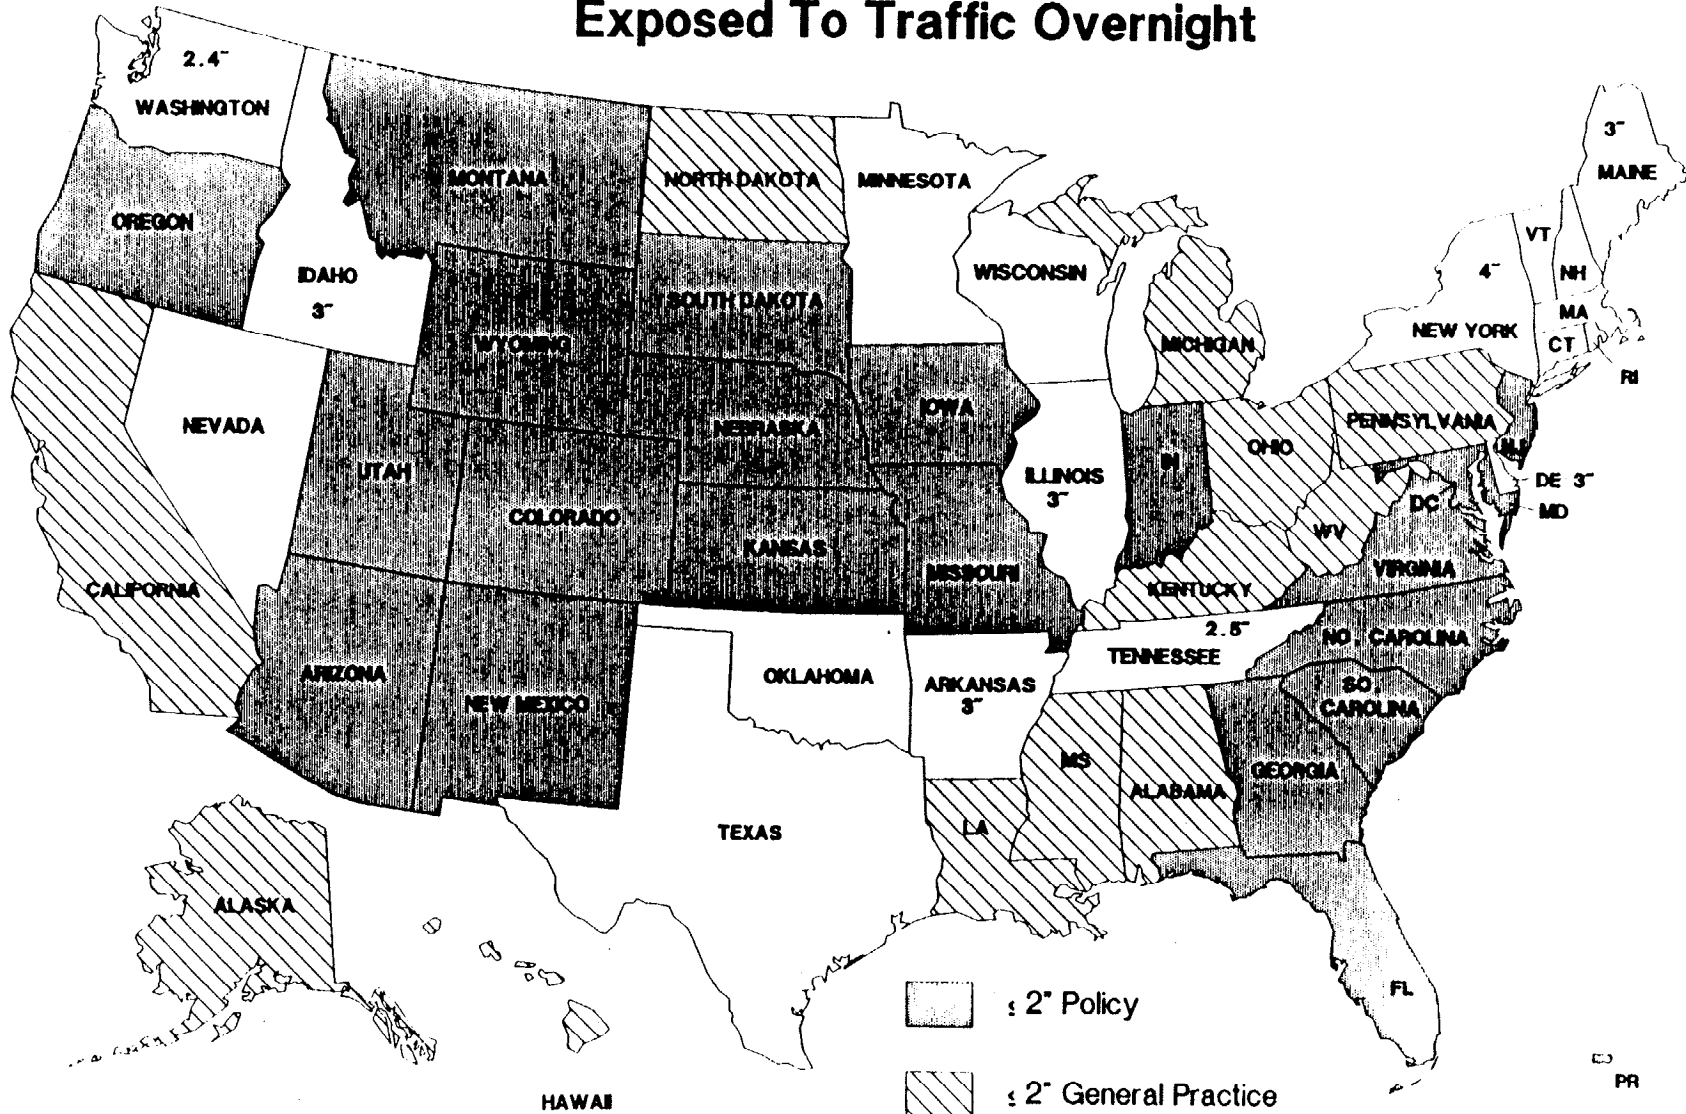 Exposed To Traffic Overnight
2.4"
WASHINGTON
3"
MAINE
MONTANA
NORTH DAKOTA
MINNESOTA
OREGON
VT
IDAHO
3"
SOUTH DAKOTA
WISCONSIN
4"
NH
MA
WYOMING
MICHIGAN
NEW YORK
CT
RI
NEVADA
NEBRASKA
IOWA
PENNSYLVANIA
NJ
UTAH
ILLINOIS
3"
IN
OHIO
DE 3"
COLORADO
DC
MD
KANSAS
MISSOURI
WV
VIRGINIA
CALIFORNIA
KENTUCKY
2.5"
TENNESSEE
NO. CAROLINA
ARIZONA
NEW MEXICO
OKLAHOMA
ARKANSAS
3"
SO.
CAROLINA
MS
GEORGIA
ALABAMA
TEXAS
LA
ALASKA
FL
≤ 2" Policy
PR
HAWAII
≤ 2" General Practice